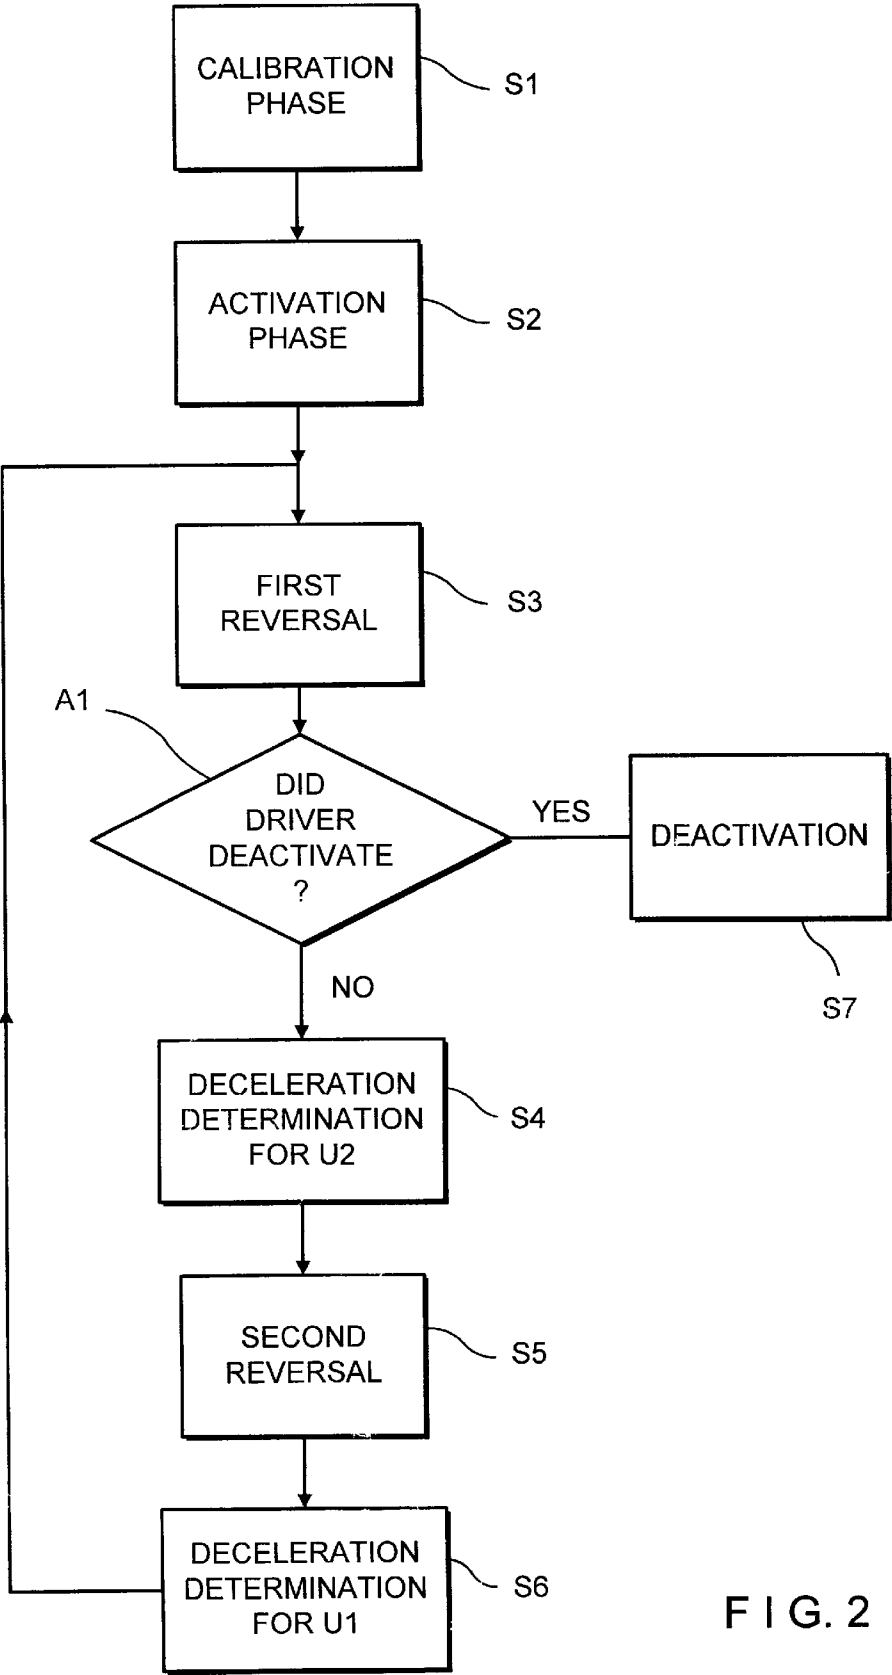 CALIBRATION
PHASE
S1
ACTIVATION
PHASE
S2
FIRST
REVERSAL
S3
A1
DID
DRIVER
DEACTIVATE
?
YES
DEACTIVATION
S7
NO
DECELERATION
DETERMINATION
FOR U2
S4
SECOND
REVERSAL
S5
DECELERATION
DETERMINATION
FOR U1
S6
FIG. 2